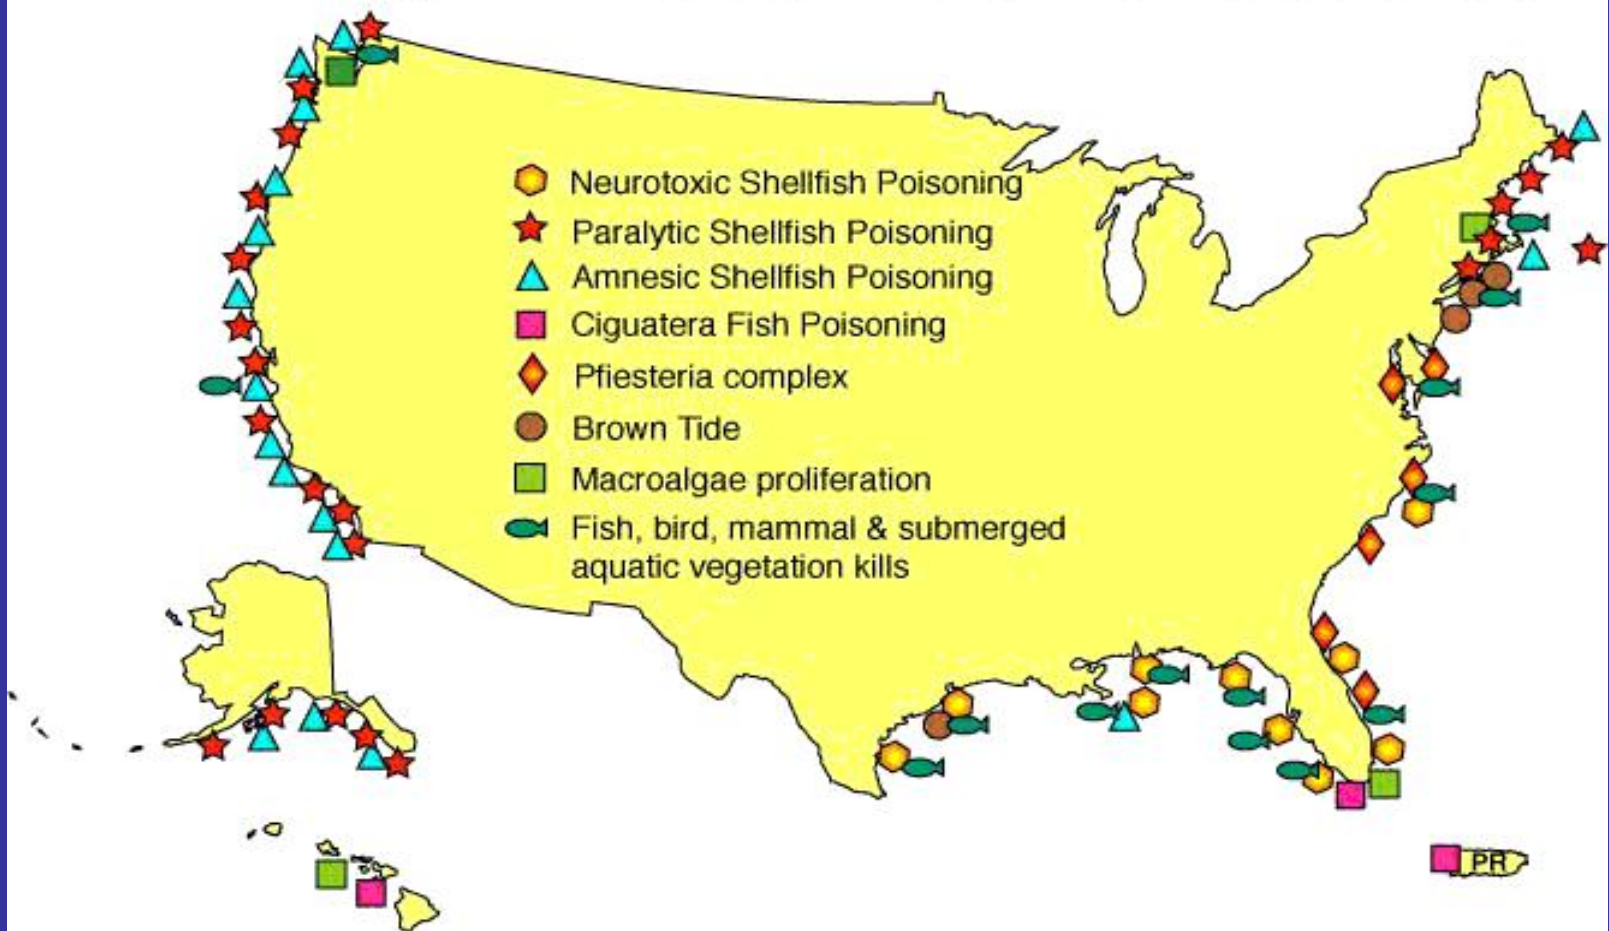 Neurotoxic Shellfish Poisoning
Paralytic Shellfish Poisoning
Amnesic Shellfish Poisoning
Ciguatera Fish Poisoning
Pfiesteria complex
Brown Tide
Macroalgae proliferation
Fish, bird, mammal & submerged
aquatic vegetation kills
PR